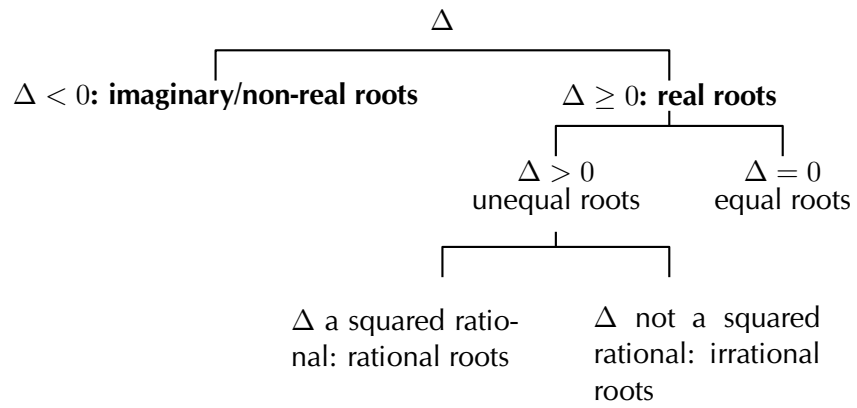 Δ
Δ < 0: imaginary/non-real roots
Δ ≥ 0: real roots
Δ > 0
unequal roots
Δ = 0
equal roots
Δ a squared ratio-
nal: rational roots
Δ not a squared
rational: irrational
roots